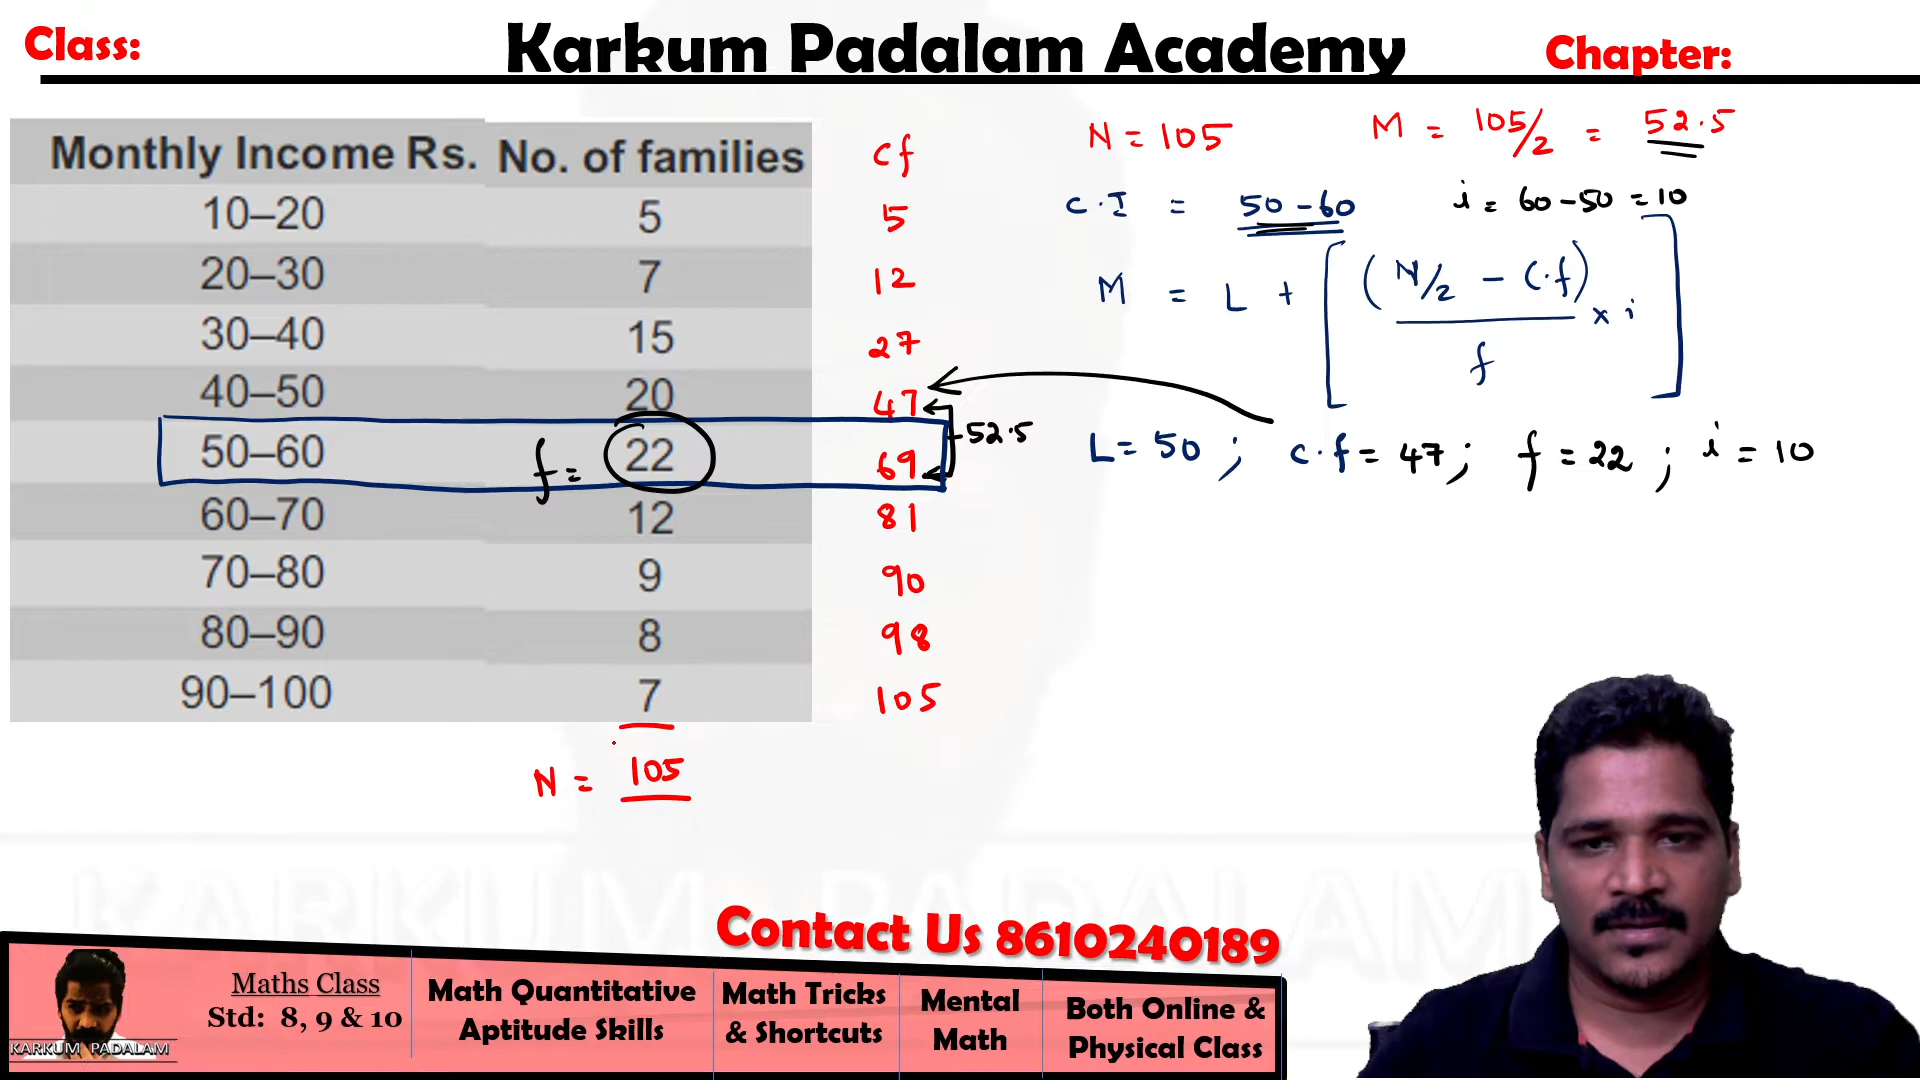 Class:
Karkum Padalam Academy
Chapter:
Monthly Income Rs. No. of families cf
10–20 5 5
20–30 7 12
30–40 15 27
40–50 20 47
50–60 f = 22 69
60–70 12 81
70–80 9 90
80–90 8 98
90–100 7 105
N = 105
52.5
N = 105
M = 105/2 = 52.5
C.I = 50-60
i = 60-50 = 10
M = L + [(N/2 - C.f)/f × i]
L = 50 ; c.f = 47 ; f = 22 ; i = 10
KARKUM PADALAM
Contact Us 8610240189
KARKUM PADALAM
Maths Class
Std: 8, 9 & 10
Math Quantitative
Aptitude Skills
Math Tricks
& Shortcuts
Mental
Math
Both Online &
Physical Class